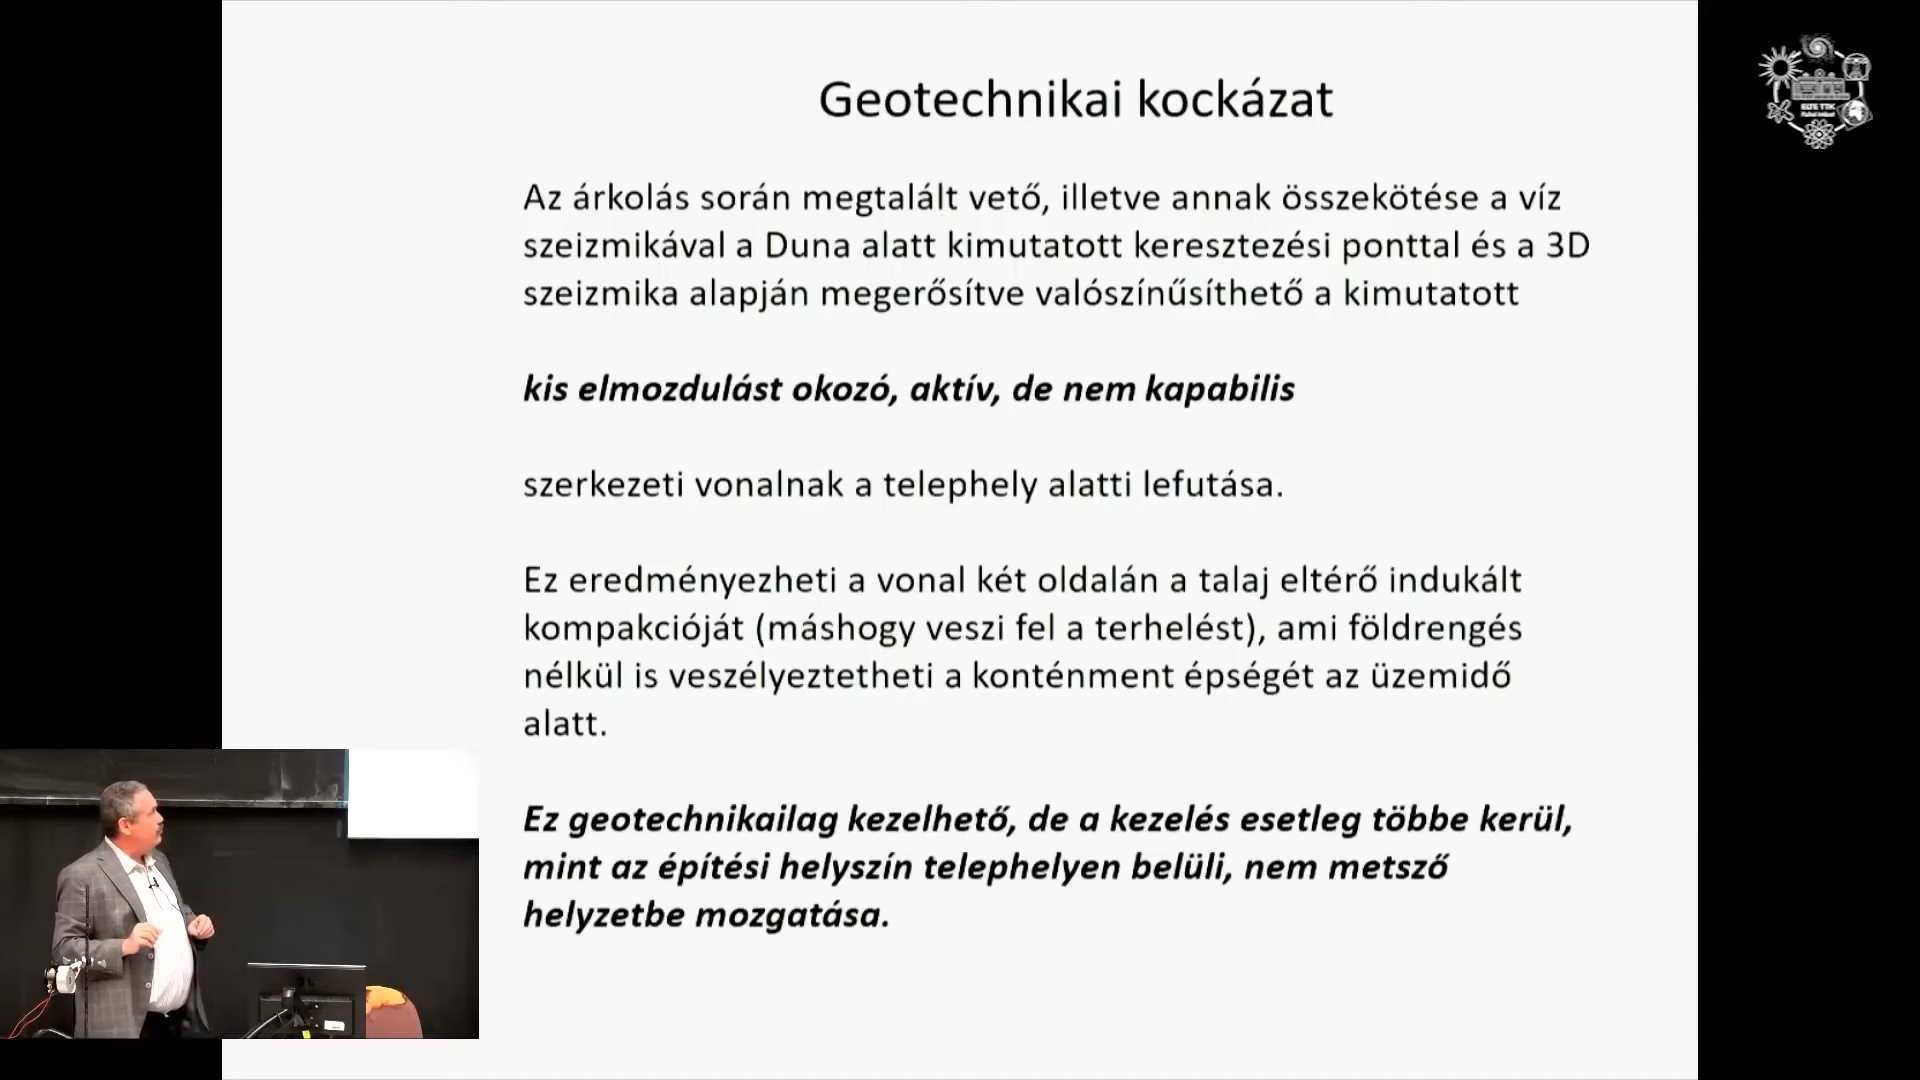 Geotechnikai kockázat
Az árkolás során megtalált vető, illetve annak összekötése a víz
szeizmikával a Duna alatt kimutatott keresztezési ponttal és a 3D
szeizmika alapján megerősítve valószínűsíthető a kimutatott
kis elmozdulást okozó, aktív, de nem kapabilis
szerkezeti vonalnak a telephely alatti lefutása.
Ez eredményezheti a vonal két oldalán a talaj eltérő indukált
kompakcióját (máshogy veszi fel a terhelést), ami földrengés
nélkül is veszélyeztetheti a konténment épségét az üzemidő
alatt.
Ez geotechnikailag kezelhető, de a kezelés esetleg többe kerül,
mint az építési helyszín telephelyen belüli, nem metsző
helyzetbe mozgatása.
ELTE TTK